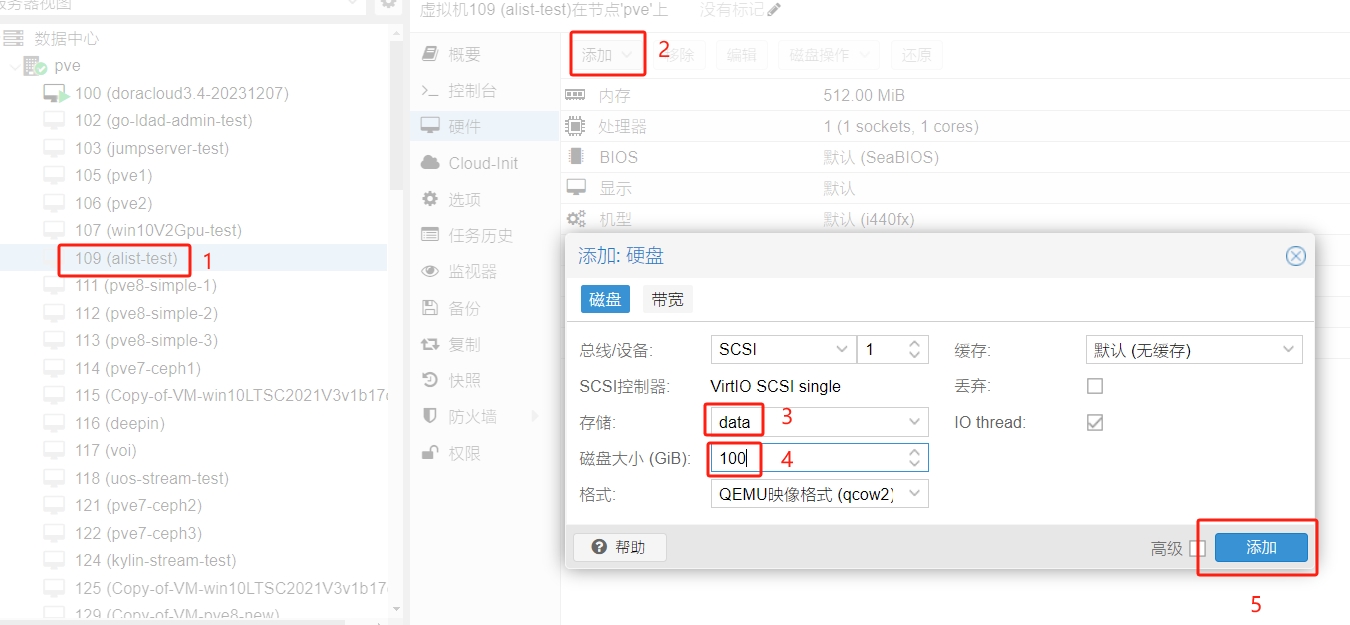 服务器视图
数据中心
pve
100 (doracloud3.4-20231207)
102 (go-ldad-admin-test)
103 (jumpserver-test)
105 (pve1)
106 (pve2)
107 (win10V2Gpu-test)
109 (alist-test) 1
111 (pve8-simple-1)
112 (pve8-simple-2)
113 (pve8-simple-3)
114 (pve7-ceph1)
115 (Copy-of-VM-win10LTSC2021V3v1b17
116 (deepin)
117 (voi)
118 (uos-stream-test)
121 (pve7-ceph2)
122 (pve7-ceph3)
124 (kylin-stream-test)
125 (Copy-of-VM-win10LTSC2021V3v1b17
129 (Copy-of-VM-pve8-new)
虚拟机109 (alist-test)在节点'pve'上 没有标记
概要
控制台
硬件
Cloud-Init
选项
任务历史
监视器
备份
复制
快照
防火墙
权限
添加 2 移除 编辑 磁盘操作 还原
内存 512.00 MiB
处理器 1 (1 sockets, 1 cores)
BIOS 默认 (SeaBIOS)
显示 默认
机型 默认 (i440fx)
添加: 硬盘
磁盘 带宽
总线/设备: SCSI 1 缓存: 默认 (无缓存)
SCSI控制器: VirtIO SCSI single 丢弃:
存储: data 3 IO thread:
磁盘大小 (GiB): 100 4
格式: QEMU映像格式 (qcow2)
帮助 高级 添加
5